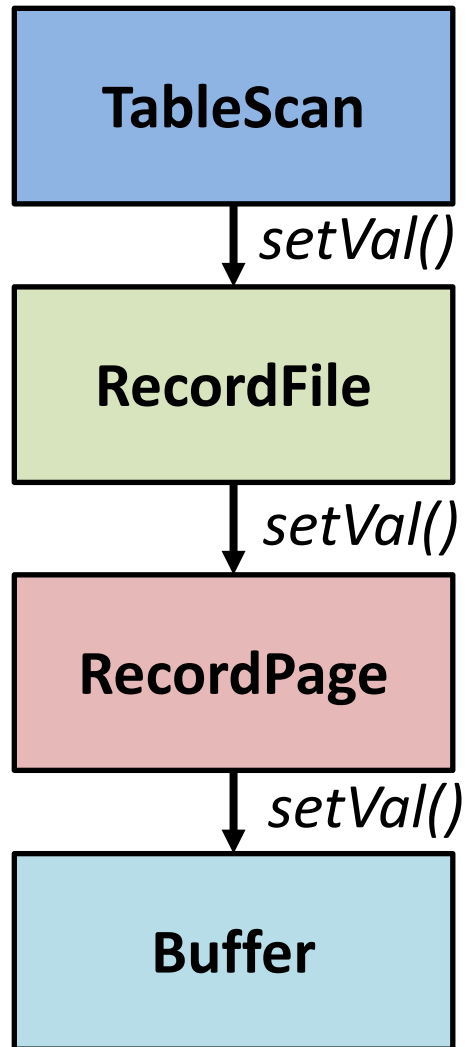 TableScan
setVal()
RecordFile
setVal()
RecordPage
setVal()
Buffer